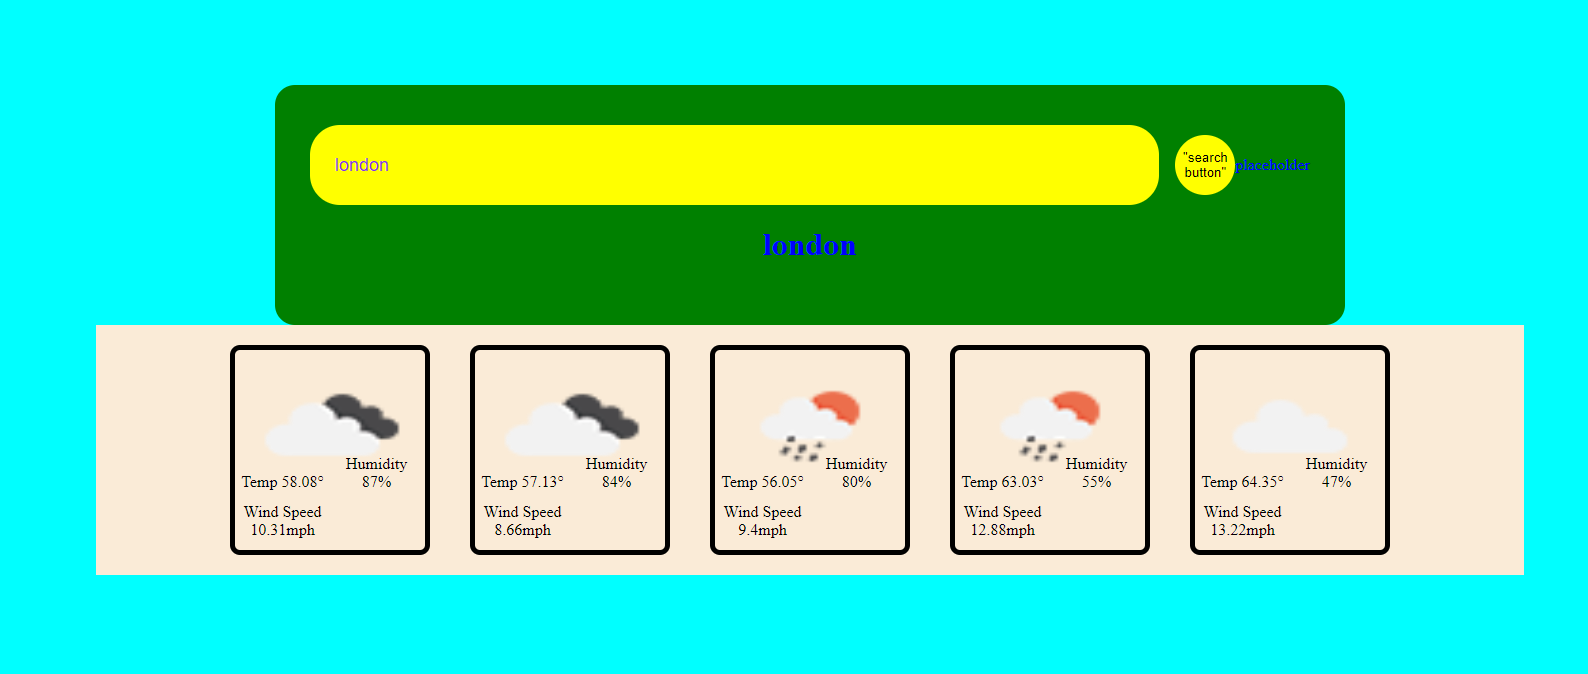 london
"search
button"
placeholder
london
Humidity
Temp 58.08° 87%
Wind Speed
10.31mph
Humidity
Temp 57.13° 84%
Wind Speed
8.66mph
Humidity
Temp 56.05° 80%
Wind Speed
9.4mph
Humidity
Temp 63.03° 55%
Wind Speed
12.88mph
Humidity
Temp 64.35° 47%
Wind Speed
13.22mph